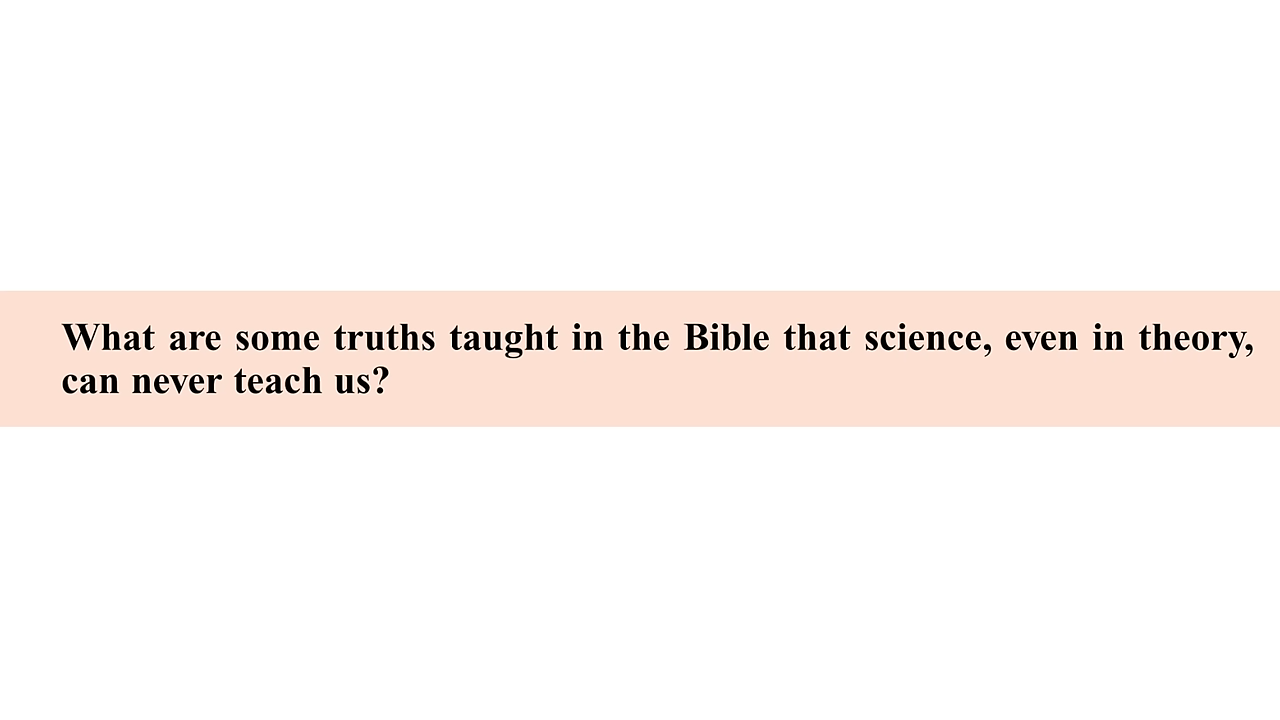 What are some truths taught in the Bible that science, even in theory,
can never teach us?